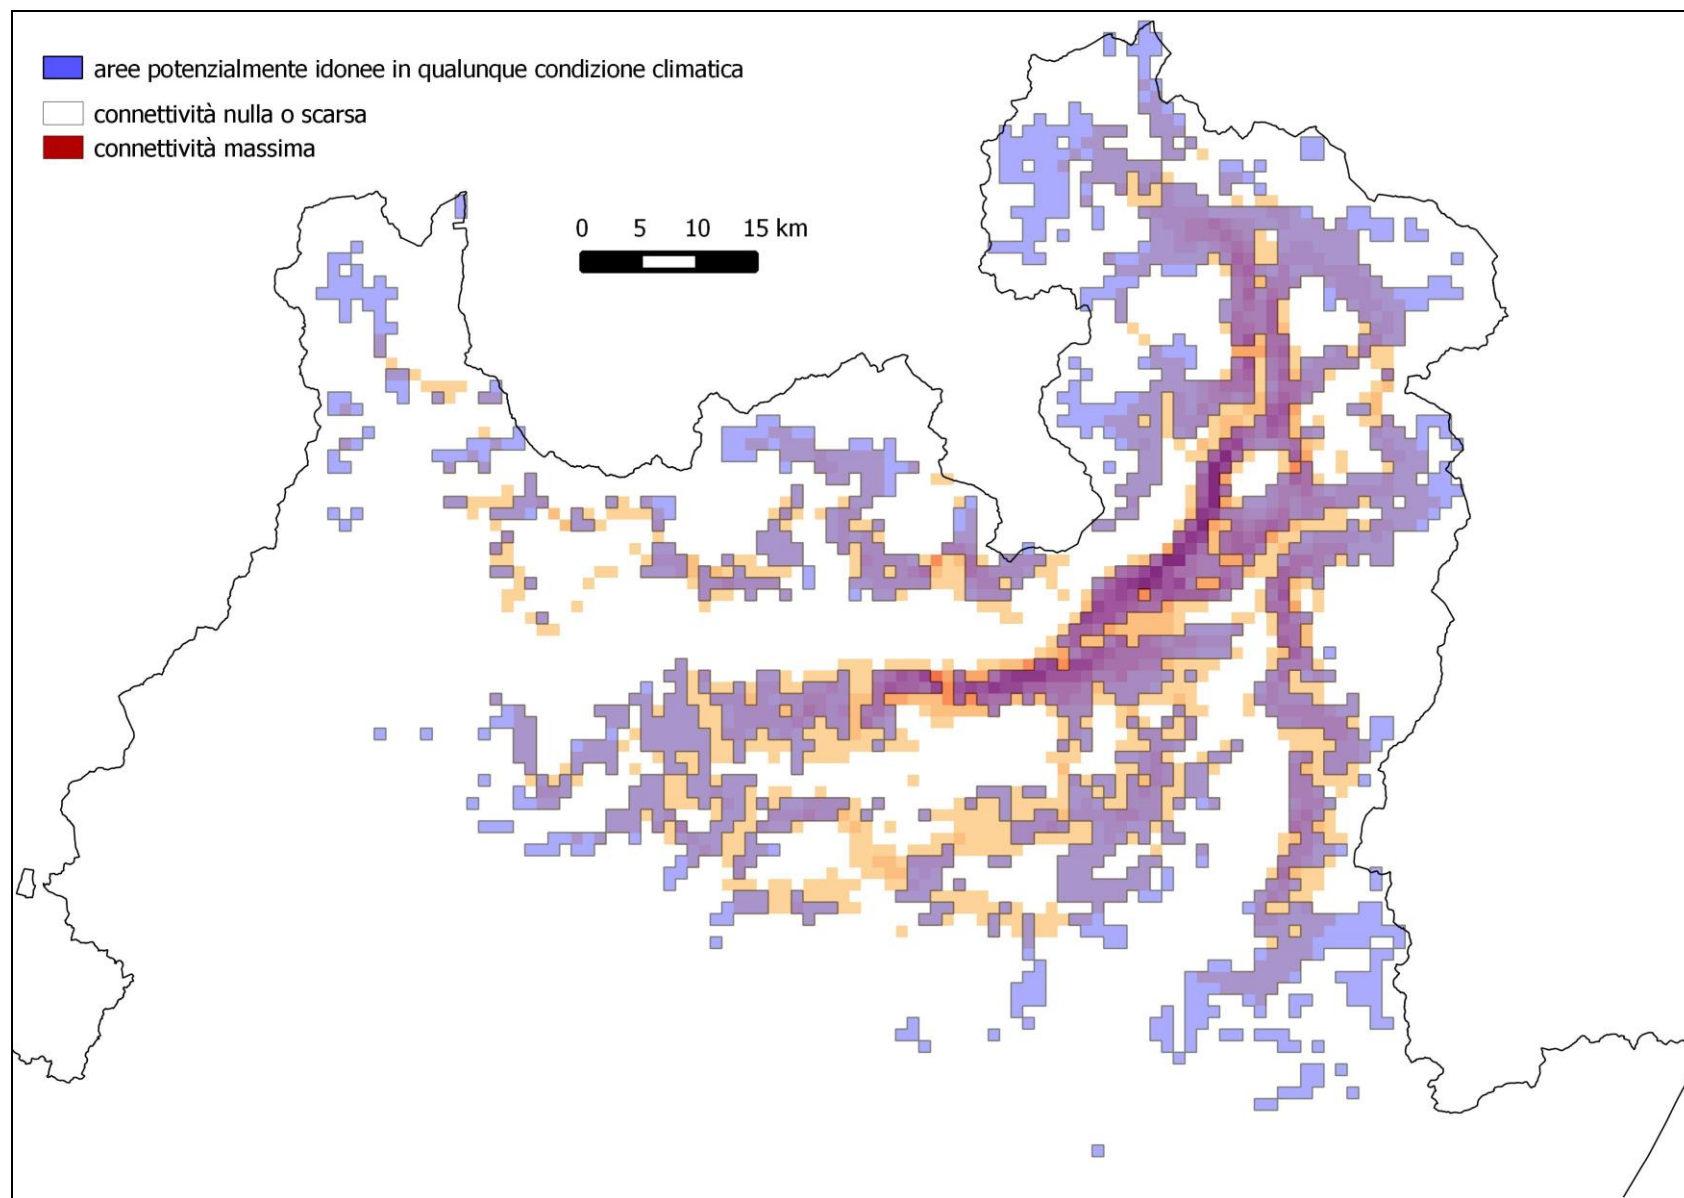 aree potenzialmente idonee in qualunque condizione climatica
connettività nulla o scarsa
connettività massima
0 5 10 15 km